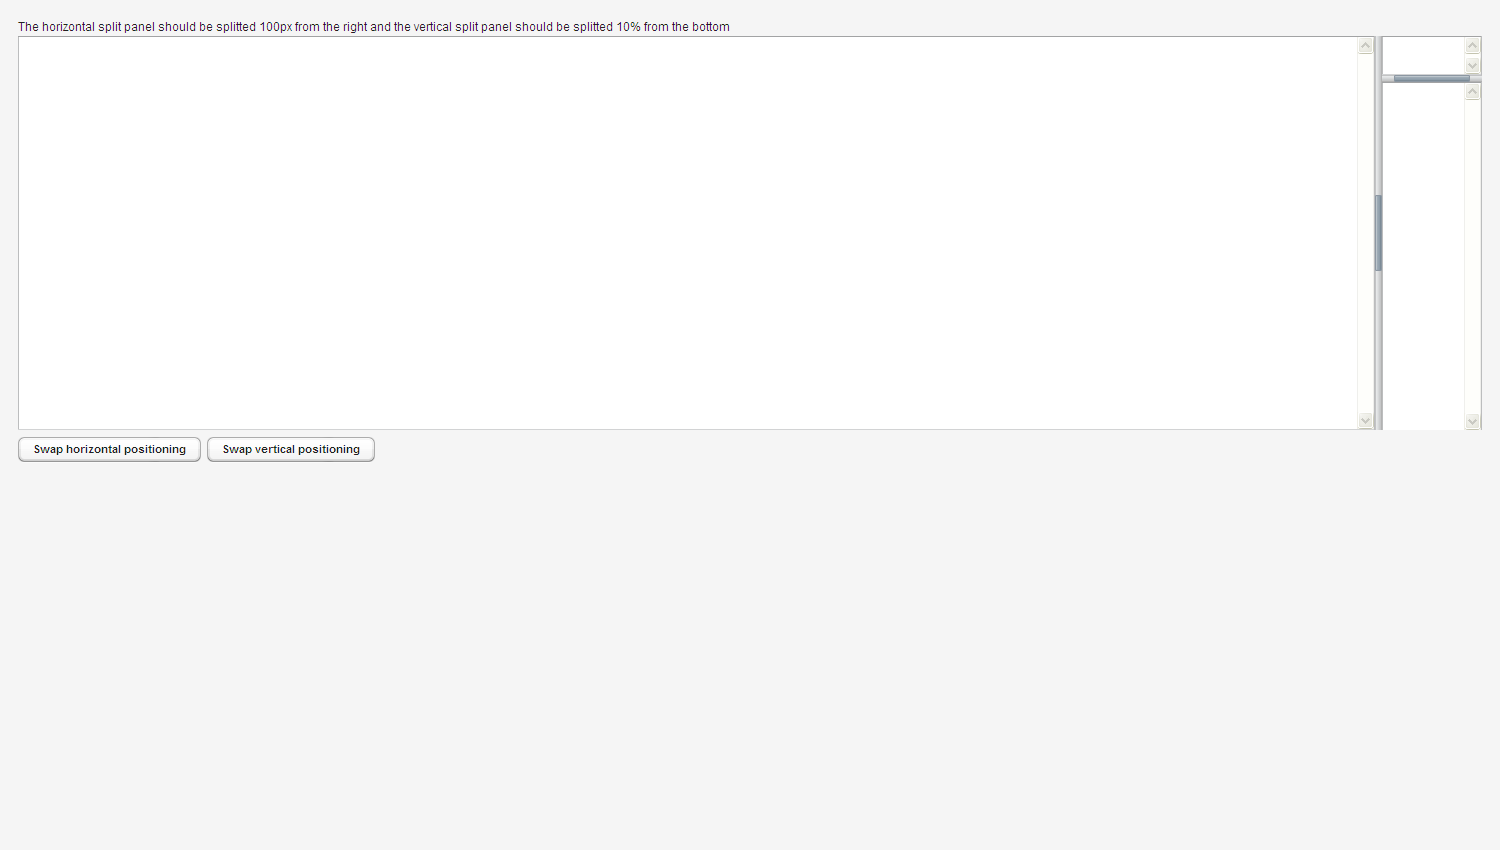 The horizontal split panel should be splitted 100px from the right and the vertical split panel should be splitted 10% from the bottom
Swap horizontal positioning
Swap vertical positioning